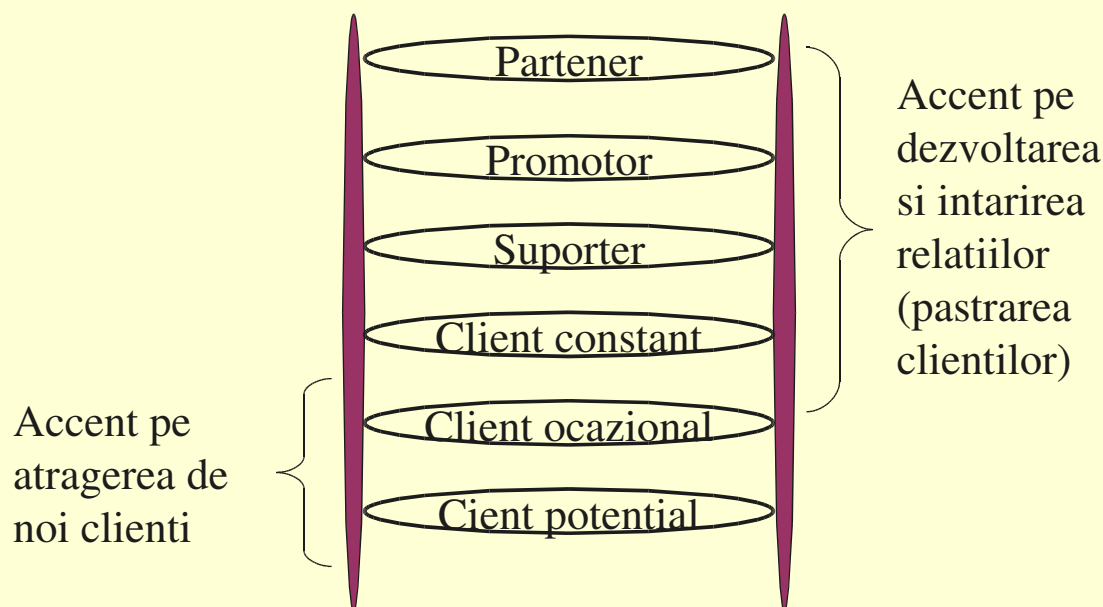 Partener
Promotor
Suporter
Client constant
Client ocazional
Cient potential
Accent pe
dezvoltarea
si intarirea
relatiilor
(pastrarea
clientilor)
Accent pe
atragerea de
noi clienti